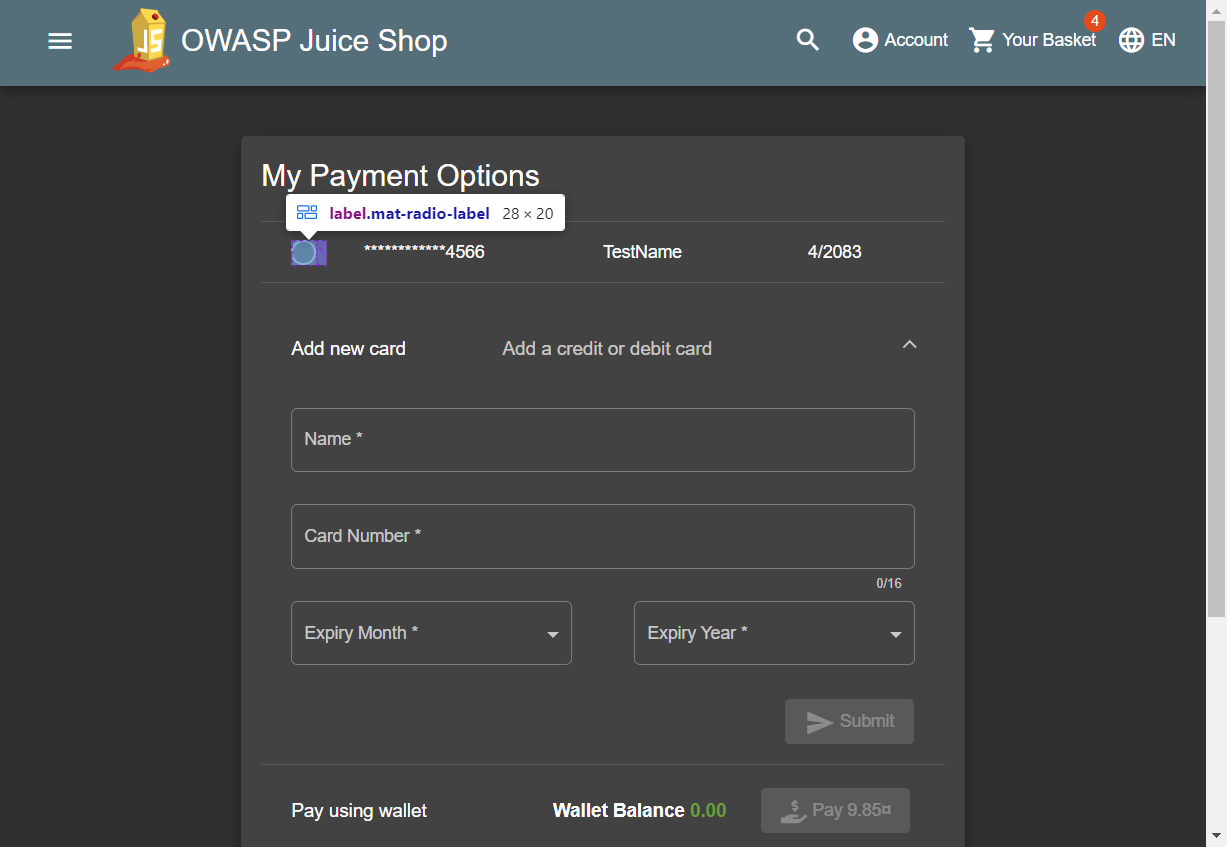 OWASP Juice Shop
Account
Your Basket
4
EN
My Payment Options
label.mat-radio-label 28 × 20
************4566 TestName 4/2083
Add new card Add a credit or debit card
Name *
Card Number *
0/16
Expiry Month * Expiry Year *
Submit
Pay using wallet Wallet Balance 0.00 Pay 9.85¤